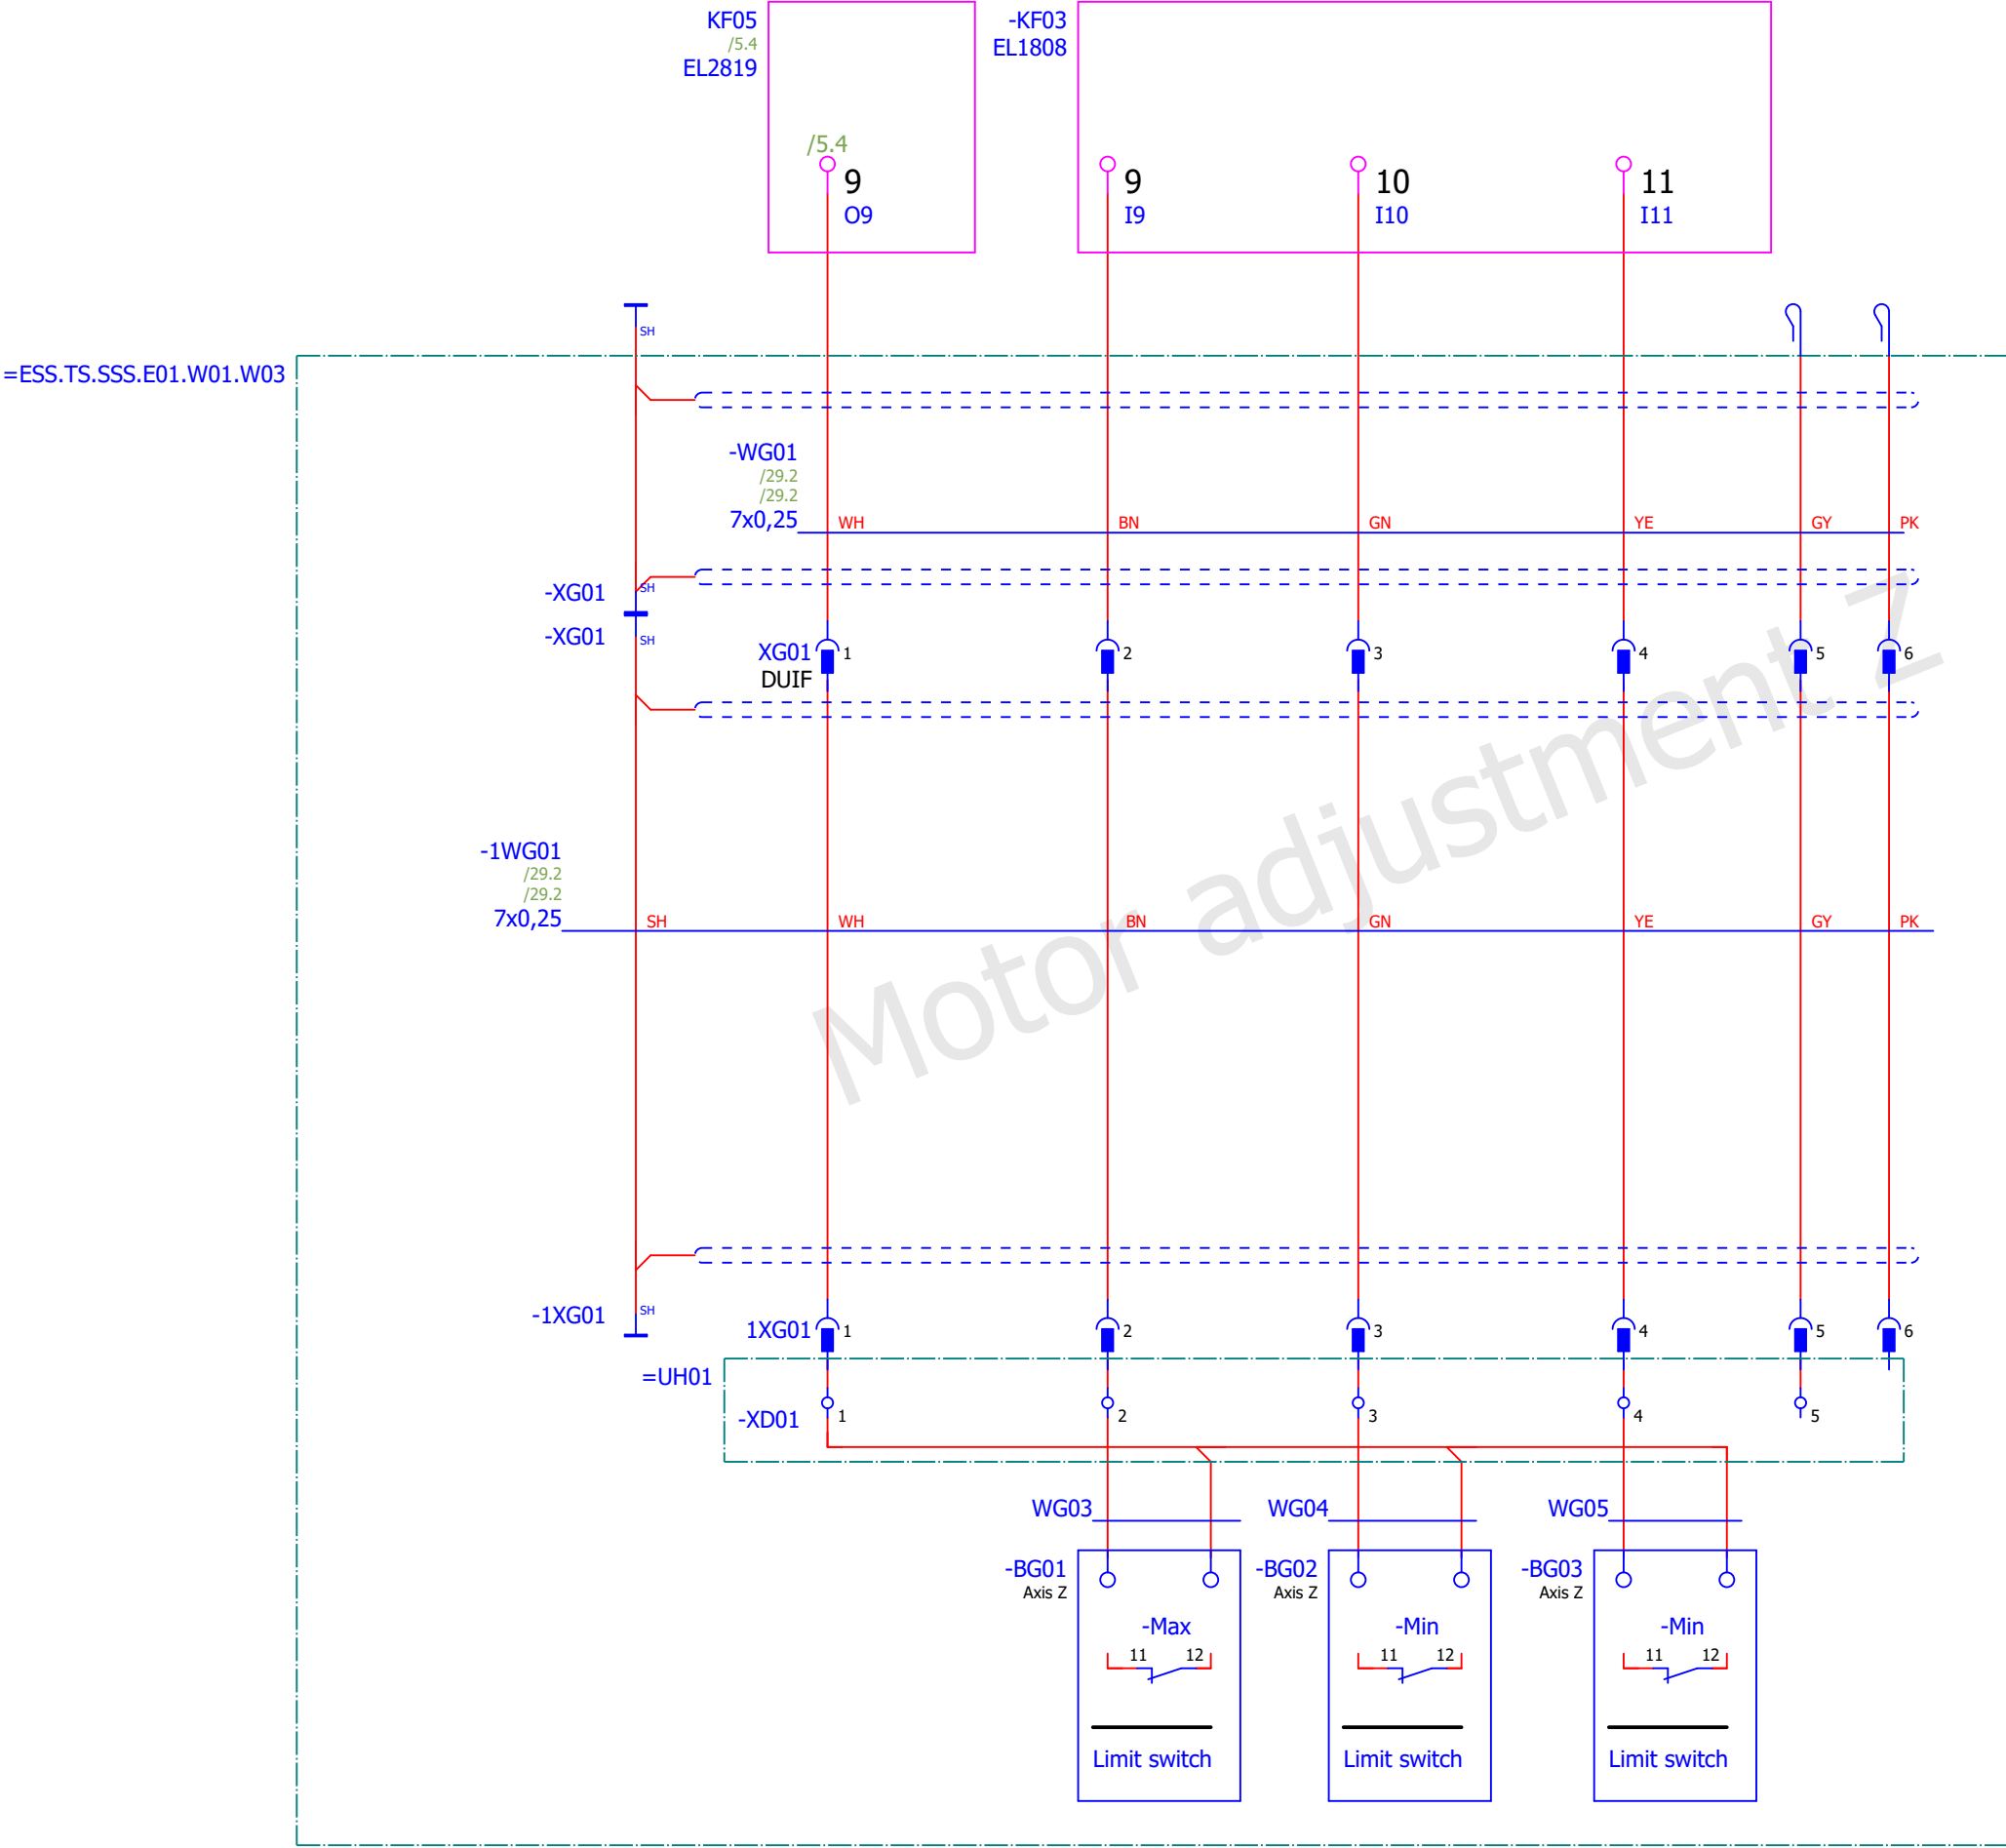 KF05
/5.4
EL2819
-KF03
EL1808
/5.4
9
O9
9
I9
10
I10
11
I11
SH
=ESS.TS.SSS.E01.W01.W03
-WG01
/29.2
/29.2
7x0,25
WH
BN
GN
YE
GY
PK
-XG01
SH
-XG01
SH
XG01
DUIF
1
2
3
4
5
6
Motor adjustment Z
-1WG01
/29.2
/29.2
7x0,25
SH
WH
BN
GN
YE
GY
PK
-1XG01
SH
1XG01
1
2
3
4
5
6
=UH01
-XD01
1
2
3
4
5
WG03
WG04
WG05
-BG01
Axis Z
-BG02
Axis Z
-BG03
Axis Z
-Max
11
12
-Min
11
12
-Min
11
12
Limit switch
Limit switch
Limit switch